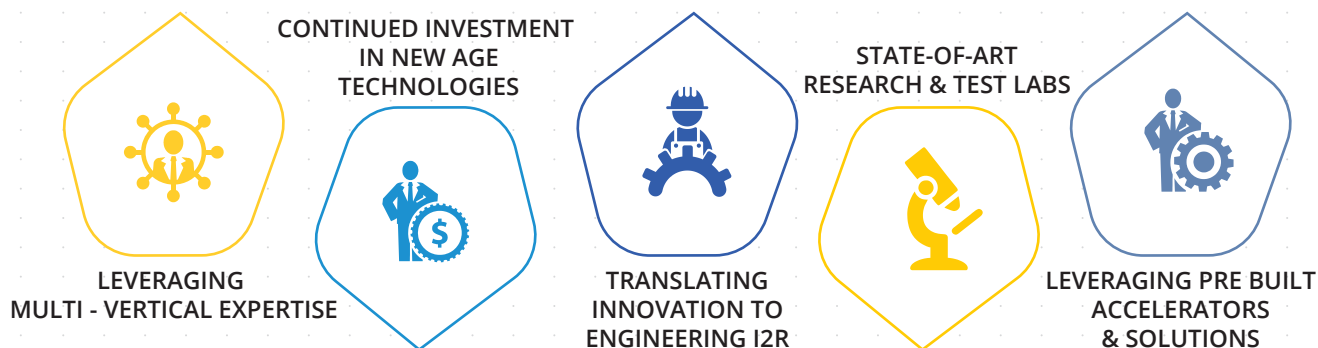 LEVERAGING
MULTI - VERTICAL EXPERTISE
CONTINUED INVESTMENT
IN NEW AGE
TECHNOLOGIES
$
TRANSLATING
INNOVATION TO
ENGINEERING I2R
STATE-OF-ART
RESEARCH & TEST LABS
LEVERAGING PRE BUILT
ACCELERATORS
& SOLUTIONS